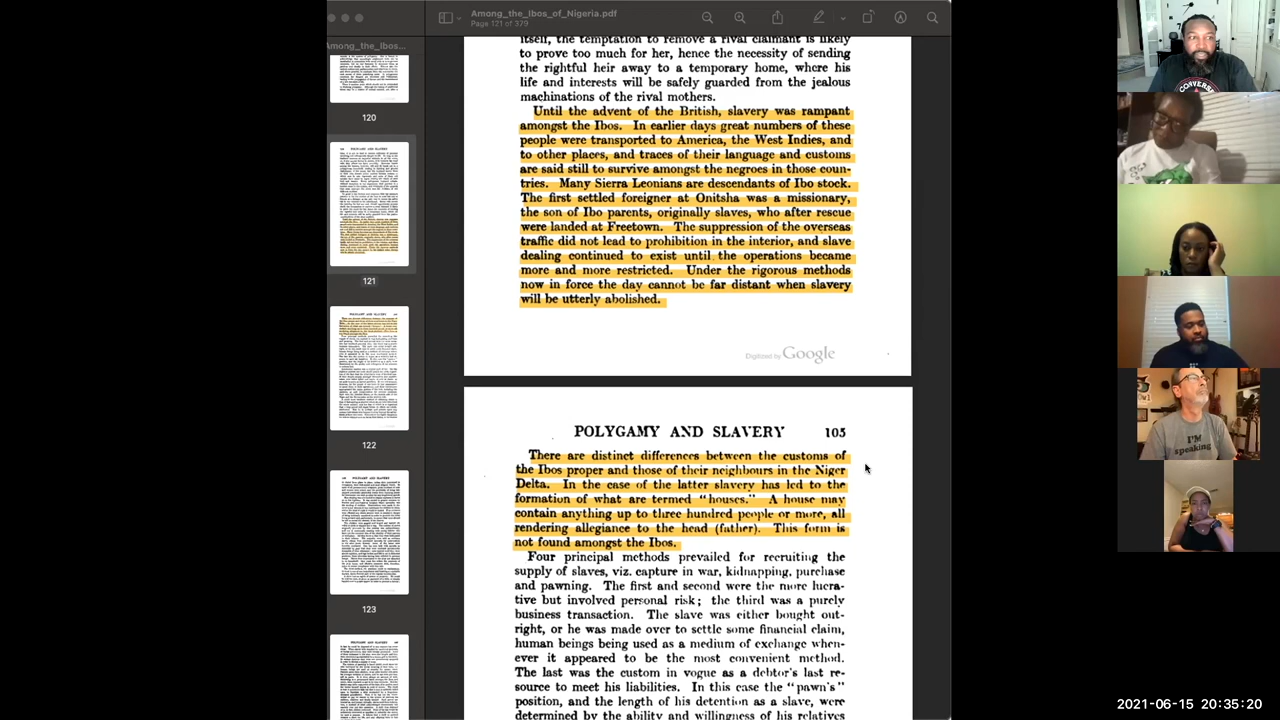 Among_the_Ibos_of_Nigeria.pdf
Page 121 of 329
Among_the_Ibos...
120
121
122
123
itself, the temptation to remove a rival claimant is likely
to prove too much for her, hence the necessity of sending
the rightful heir away to a temporary home, where his
life and interests will be safely guarded from the jealous
machinations of the rival mothers.
Until the advent of the British, slavery was rampant
amongst the Ibos. In earlier days great numbers of these
people were transported to America, the West Indies, and
to other places, and traces of their language and customs
are said still to survive amongst the negroes in those coun-
tries. Many Sierra Leonians are descendants of Ibo stock.
The first settled foreigner at Onitsha was a missionary,
the son of Ibo parents, originally slaves, who after rescue
were landed at Freetown. The suppression of the overseas
traffic did not lead to prohibition in the interior, and slave
dealing continued to exist until the operations became
more and more restricted. Under the rigorous methods
now in force the day cannot be far distant when slavery
will be utterly abolished.
Digitized by Google
POLYGAMY AND SLAVERY 103
There are distinct differences between the customs of
the Ibos proper and those of their neighbours in the Niger
Delta. In the case of the latter slavery has led to the
formation of what are termed "houses." A house may
contain anything up to three hundred people or more, all
rendering allegiance to the head (father). This form is
not found amongst the Ibos.
Four principal methods prevailed for recruiting the
supply of slaves, viz. capture in war, kidnapping, purchase
and pawning. The first and second were the more lucra-
tive but involved personal risk; the third was a purely
business transaction. The slave was either bought out-
right, or he was made over to settle some financial claim,
human beings being used as a medium of exchange when-
ever it appeared to be the most convenient method.
The last was the custom in vogue as a debtor's last re-
source to meet his liabilities. In this case the "pawn's"
position, and the length of his detention as a slave, were
determined by the ability and willingness of his relatives
CONVERSE
I'M
speaking
2021-08-15 20:38:20